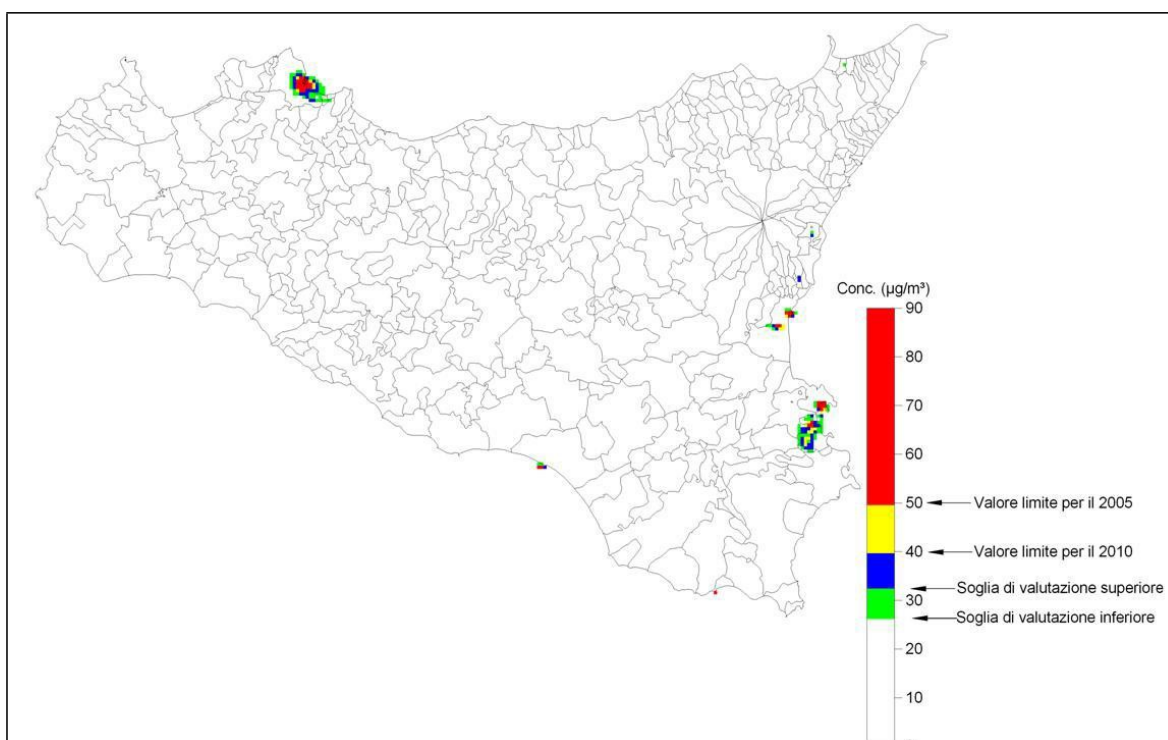 Conc. (µg/m³)
90
80
70
60
50 Valore limite per il 2005
40 Valore limite per il 2010
Soglia di valutazione superiore
30
Soglia di valutazione inferiore
20
10